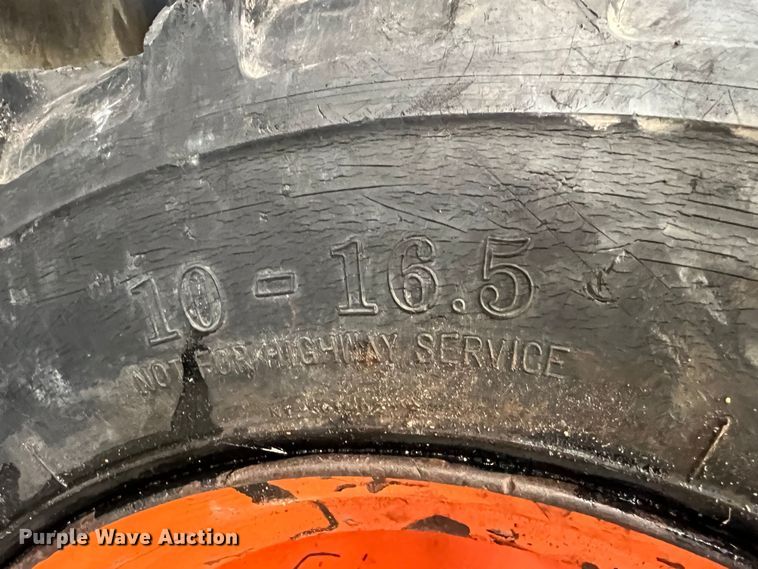 10 - 16.5
NOT FOR HIGHWAY SERVICE
Purple Wave Auction